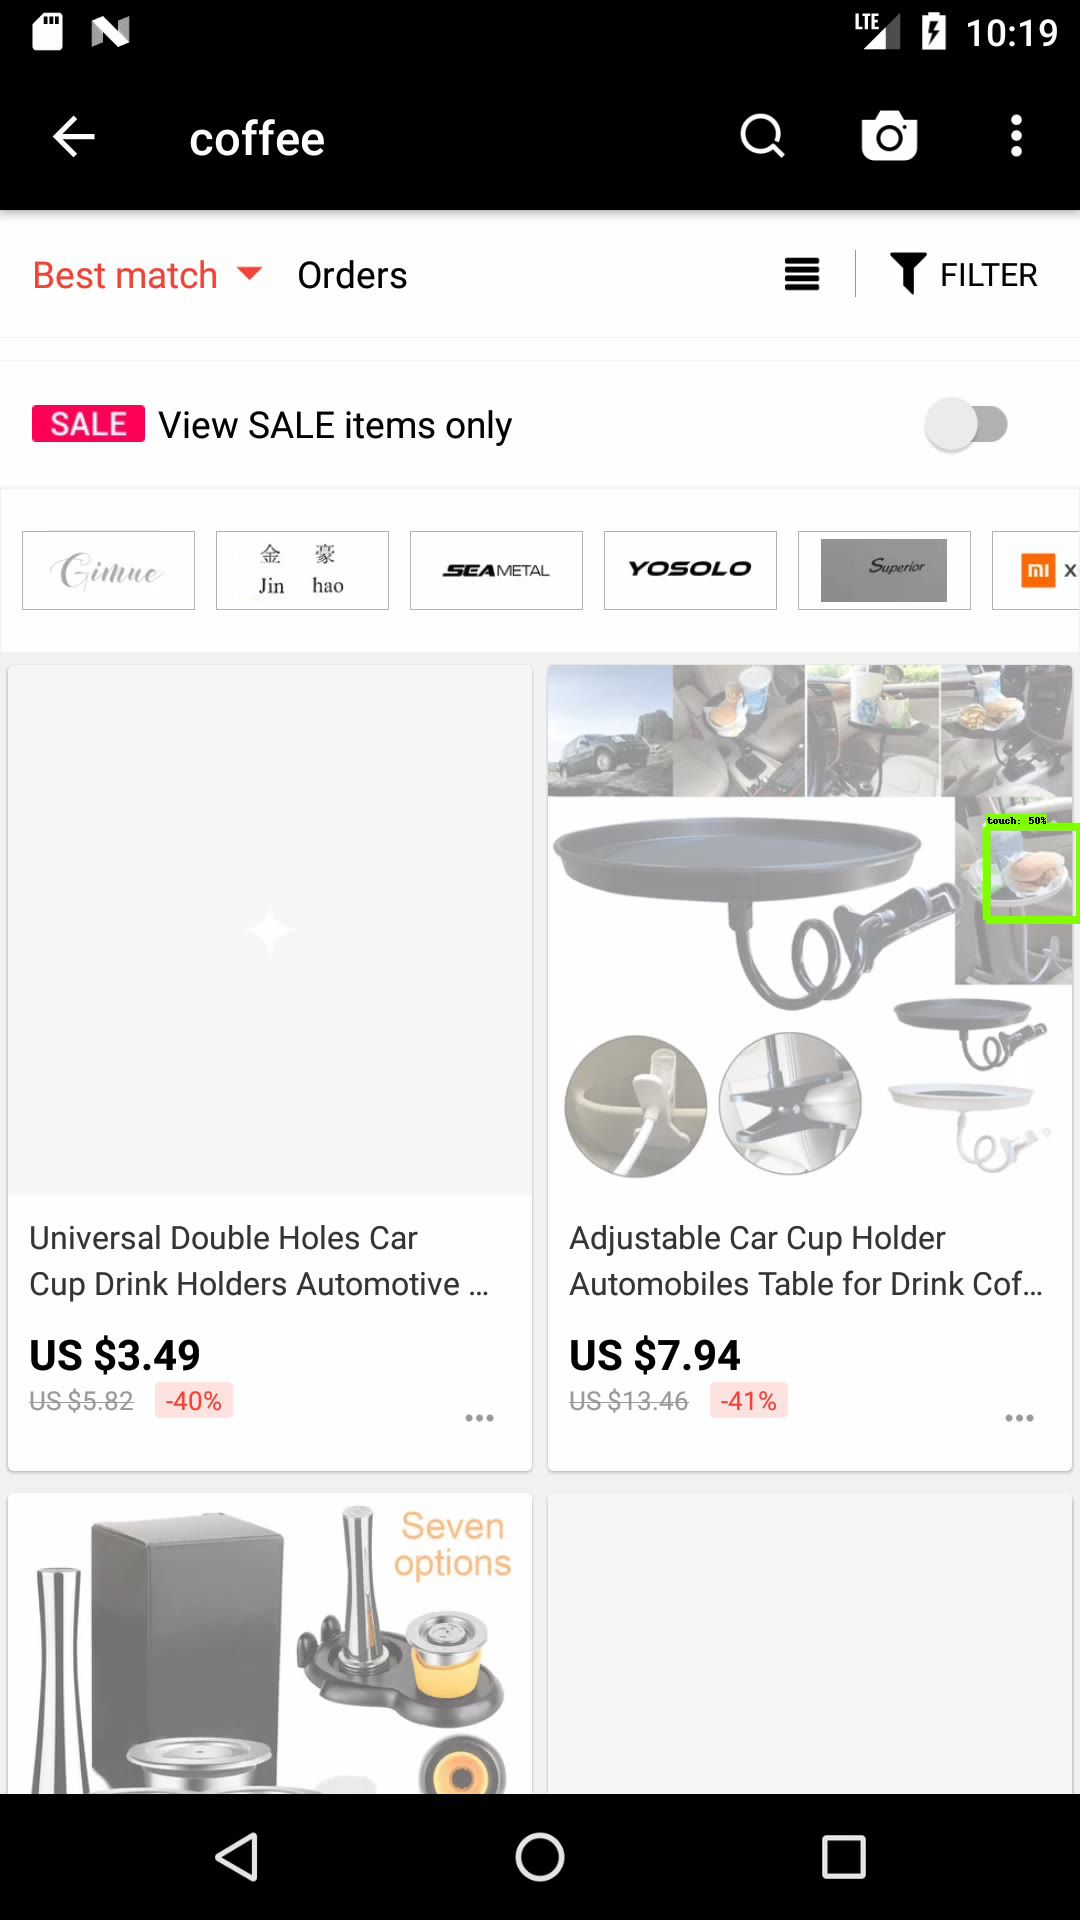 LTE 10:19
coffee
Best match Orders FILTER
SALE View SALE items only
Gimue 金豪 Jin hao SEAMETAL YOSOLO Superior mi X
touch: 50%
Universal Double Holes Car
Cup Drink Holders Automotive ...
US $3.49
US $5.82 -40%
Adjustable Car Cup Holder
Automobiles Table for Drink Cof...
US $7.94
US $13.46 -41%
Seven
options